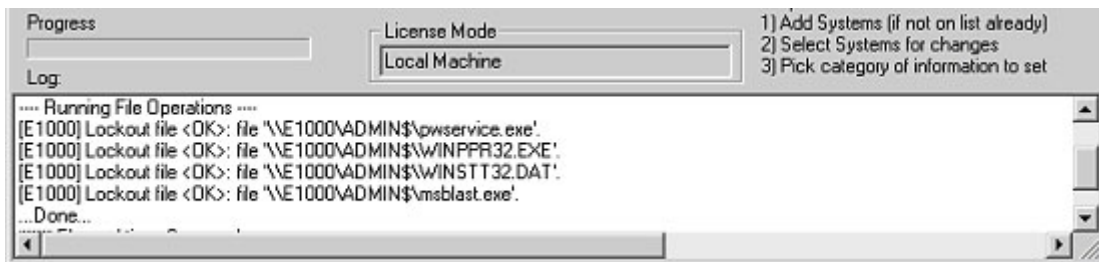 Progress
License Mode
Local Machine
1) Add Systems (if not on list already)
2) Select Systems for changes
3) Pick category of information to set
Log:
---- Running File Operations ----
[E1000] Lockout file <OK>: file '\\E1000\ADMIN$\pwservice.exe'.
[E1000] Lockout file <OK>: file '\\E1000\ADMIN$\WINPPR32.EXE'.
[E1000] Lockout file <OK>: file '\\E1000\ADMIN$\WINSTT32.DAT'.
[E1000] Lockout file <OK>: file '\\E1000\ADMIN$\msblast.exe'.
...Done...